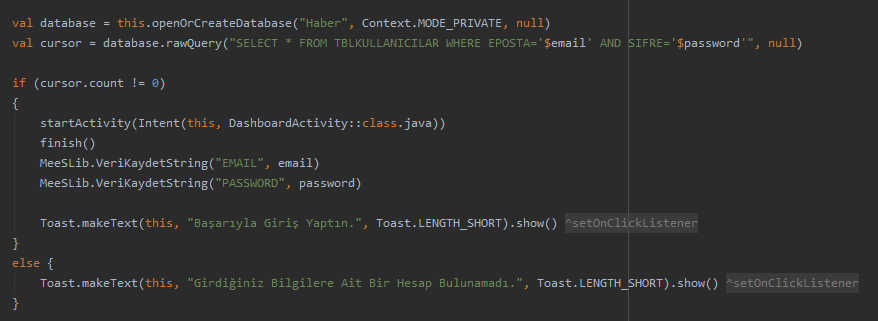 val database = this.openOrCreateDatabase("Haber", Context.MODE_PRIVATE, null)
val cursor = database.rawQuery("SELECT * FROM TBLKULLANICILAR WHERE EPOSTA='$email' AND SIFRE='$password'", null)
if (cursor.count != 0)
{
startActivity(Intent(this, DashboardActivity::class.java))
finish()
MeeSLib.VeriKaydetString("EMAIL", email)
MeeSLib.VeriKaydetString("PASSWORD", password)
Toast.makeText(this, "Başarıyla Giriş Yaptın.", Toast.LENGTH_SHORT).show() ^setOnClickListener
}
else {
Toast.makeText(this, "Girdiğiniz Bilgilere Ait Bir Hesap Bulunamadı.", Toast.LENGTH_SHORT).show() ^setOnClickListener
}